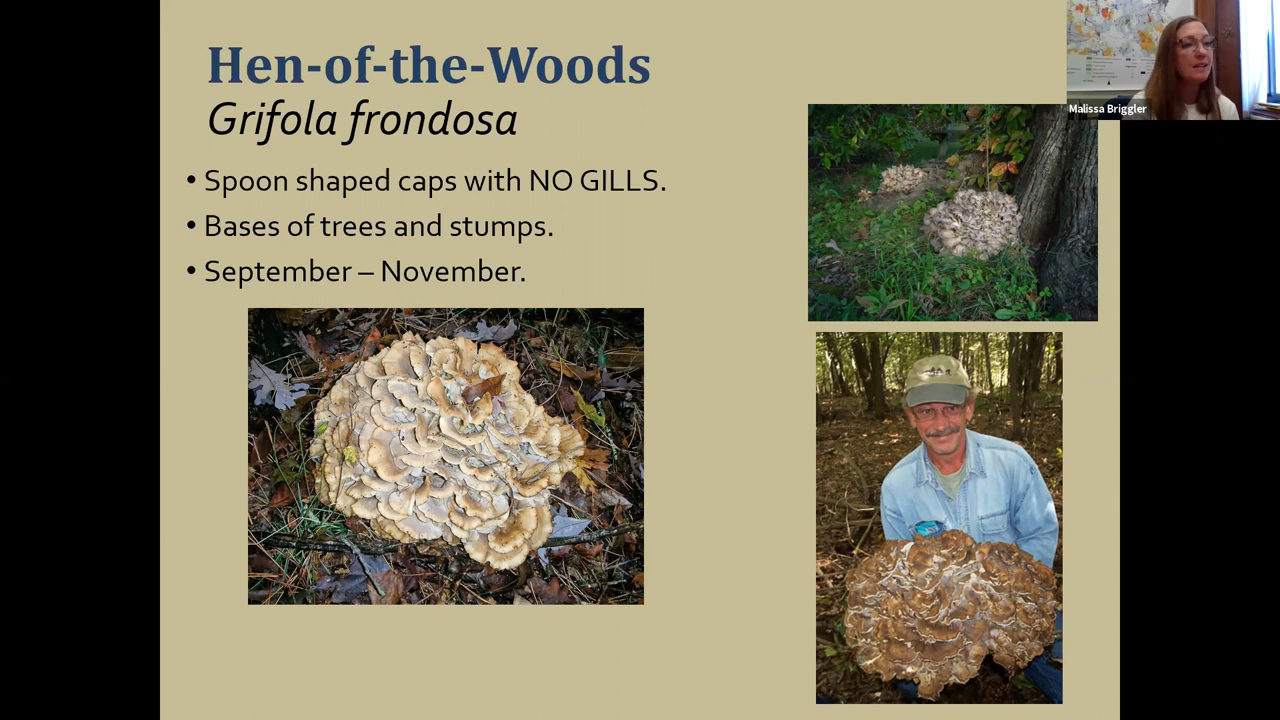 Hen-of-the-Woods
Grifola frondosa
• Spoon shaped caps with NO GILLS.
• Bases of trees and stumps.
• September – November.
Malissa Briggler